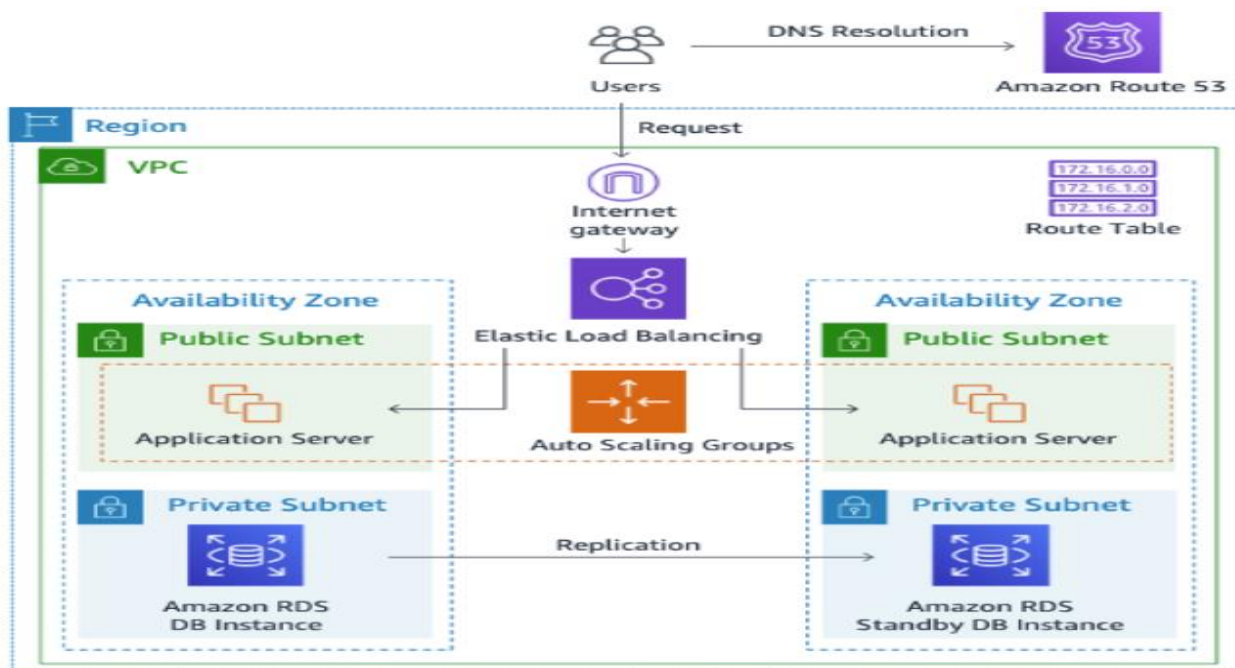 DNS Resolution
53
Users
Amazon Route 53
Region
Request
VPC
172.16.0.0
172.16.1.0
172.16.2.0
Internet
gateway
Route Table
Availability Zone
Availability Zone
Public Subnet
Elastic Load Balancing
Public Subnet
Application Server
Auto Scaling Groups
Application Server
Private Subnet
Private Subnet
Replication
Amazon RDS
DB Instance
Amazon RDS
Standby DB Instance